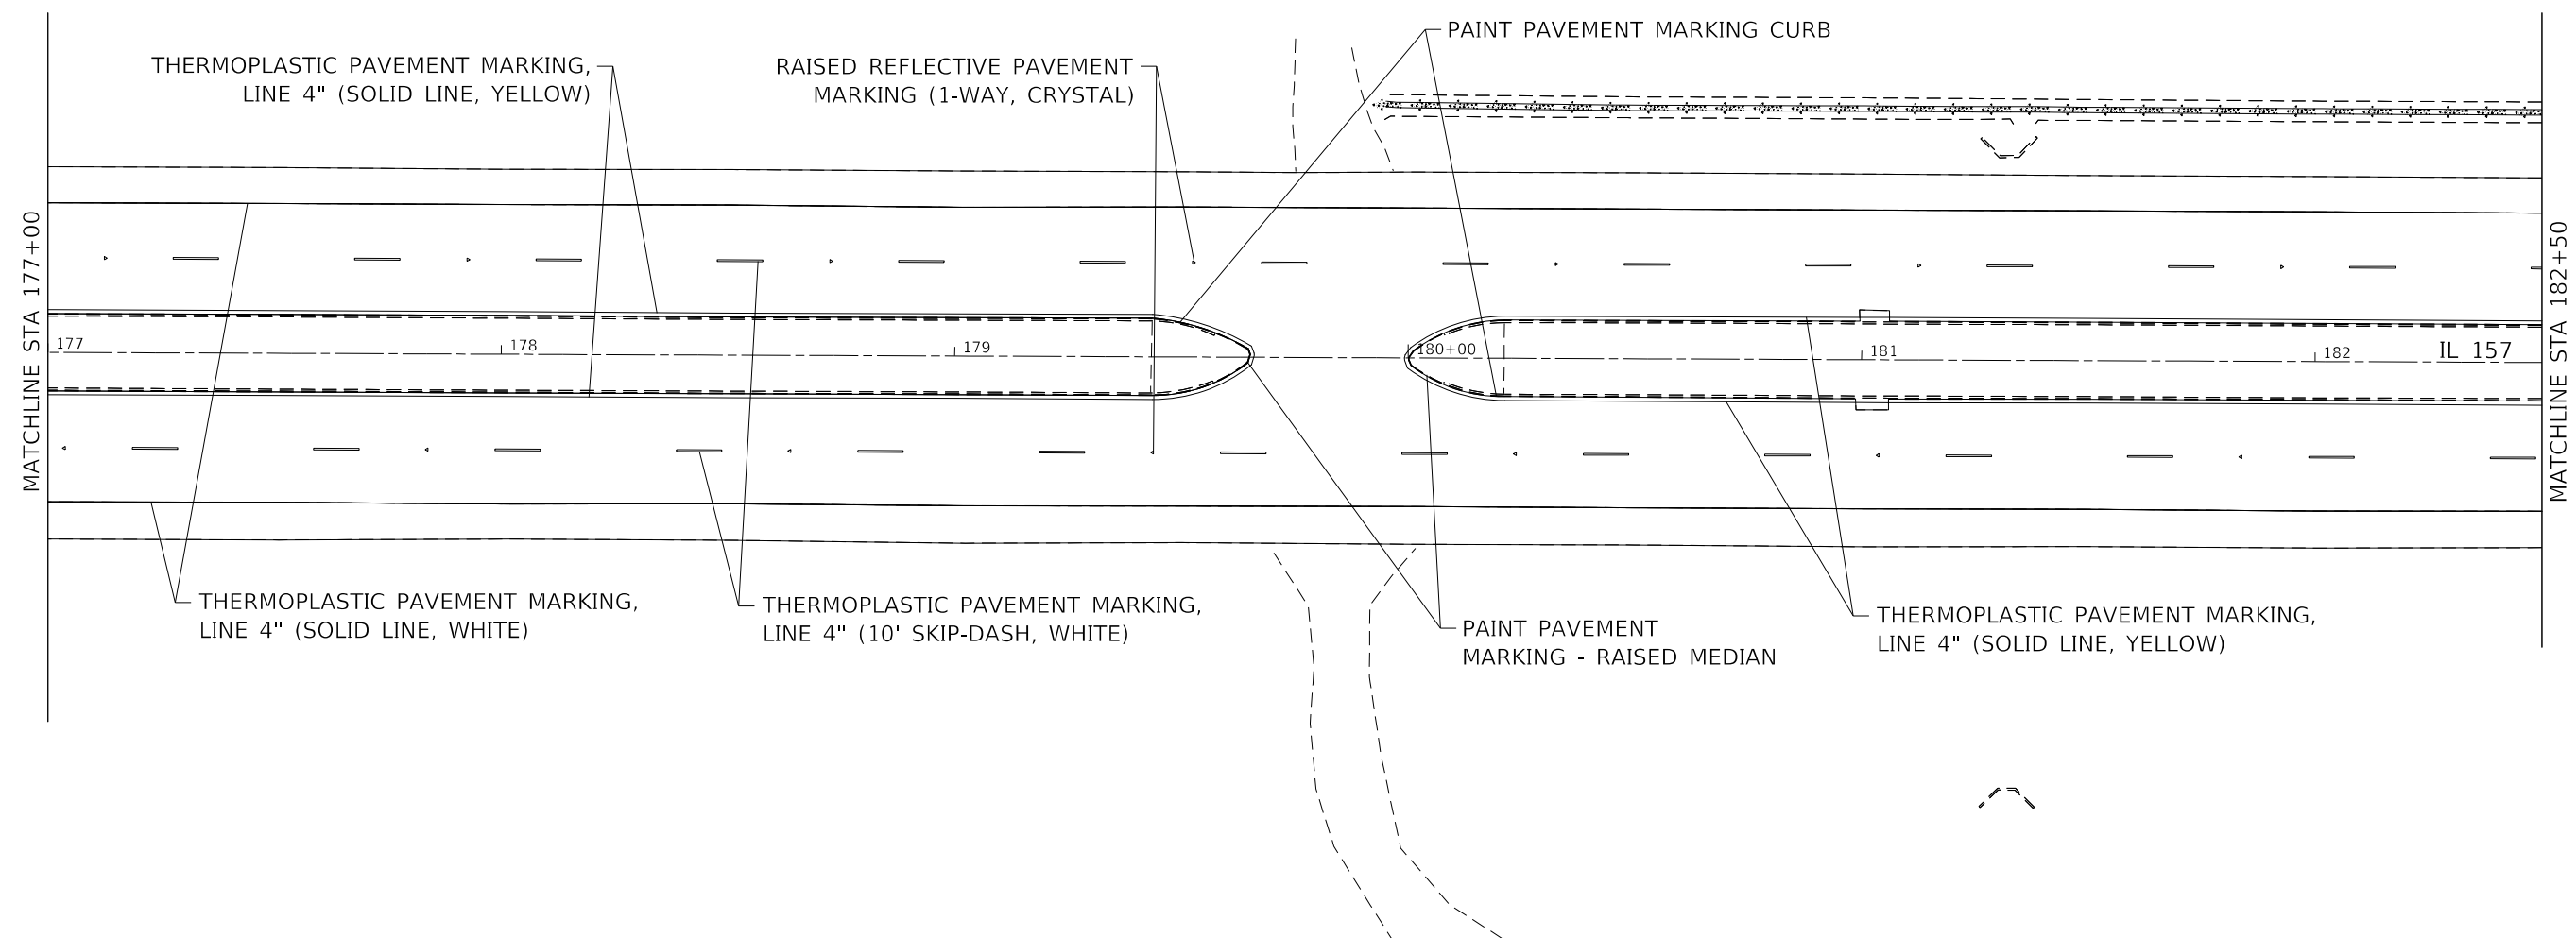 PAINT PAVEMENT MARKING CURB
THERMOPLASTIC PAVEMENT MARKING,
LINE 4" (SOLID LINE, YELLOW)
RAISED REFLECTIVE PAVEMENT
MARKING (1-WAY, CRYSTAL)
MATCHLINE STA 177+00
MATCHLINE STA 182+50
177
178
179
180+00
181
182
IL 157
THERMOPLASTIC PAVEMENT MARKING,
LINE 4" (SOLID LINE, WHITE)
THERMOPLASTIC PAVEMENT MARKING,
LINE 4" (10' SKIP-DASH, WHITE)
PAINT PAVEMENT
MARKING - RAISED MEDIAN
THERMOPLASTIC PAVEMENT MARKING,
LINE 4" (SOLID LINE, YELLOW)